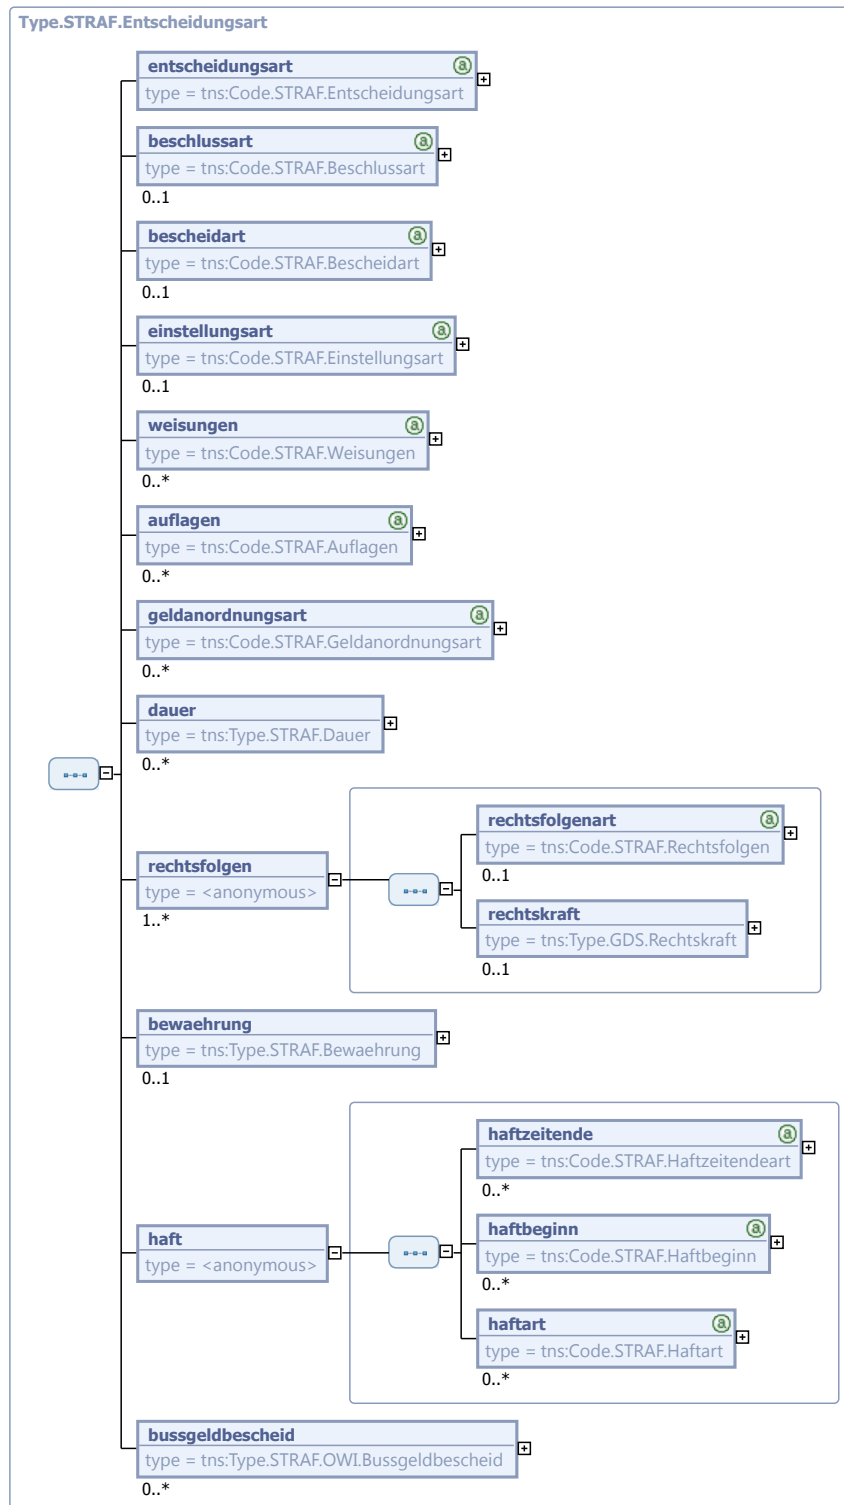 Type.STRAF.Entscheidungsart
entscheidungsart
type = tns:Code.STRAF.Entscheidungsart
beschlussart
type = tns:Code.STRAF.Beschlussart
0..1
bescheidart
type = tns:Code.STRAF.Bescheidart
0..1
einstellungsart
type = tns:Code.STRAF.Einstellungsart
0..1
weisungen
type = tns:Code.STRAF.Weisungen
0..*
auflagen
type = tns:Code.STRAF.Auflagen
0..*
geldanordnungsart
type = tns:Code.STRAF.Geldanordnungsart
0..*
dauer
type = tns:Type.STRAF.Dauer
0..*
rechtsfolgen
type = <anonymous>
1..*
rechtsfolgenart
type = tns:Code.STRAF.Rechtsfolgen
0..1
rechtskraft
type = tns:Type.GDS.Rechtskraft
0..1
bewaehrung
type = tns:Type.STRAF.Bewaehrung
0..1
haft
type = <anonymous>
haftzeitende
type = tns:Code.STRAF.Haftzeitendeart
0..*
haftbeginn
type = tns:Code.STRAF.Haftbeginn
0..*
haftart
type = tns:Code.STRAF.Haftart
0..*
bussgeldbescheid
type = tns:Type.STRAF.OWI.Bussgeldbescheid
0..*